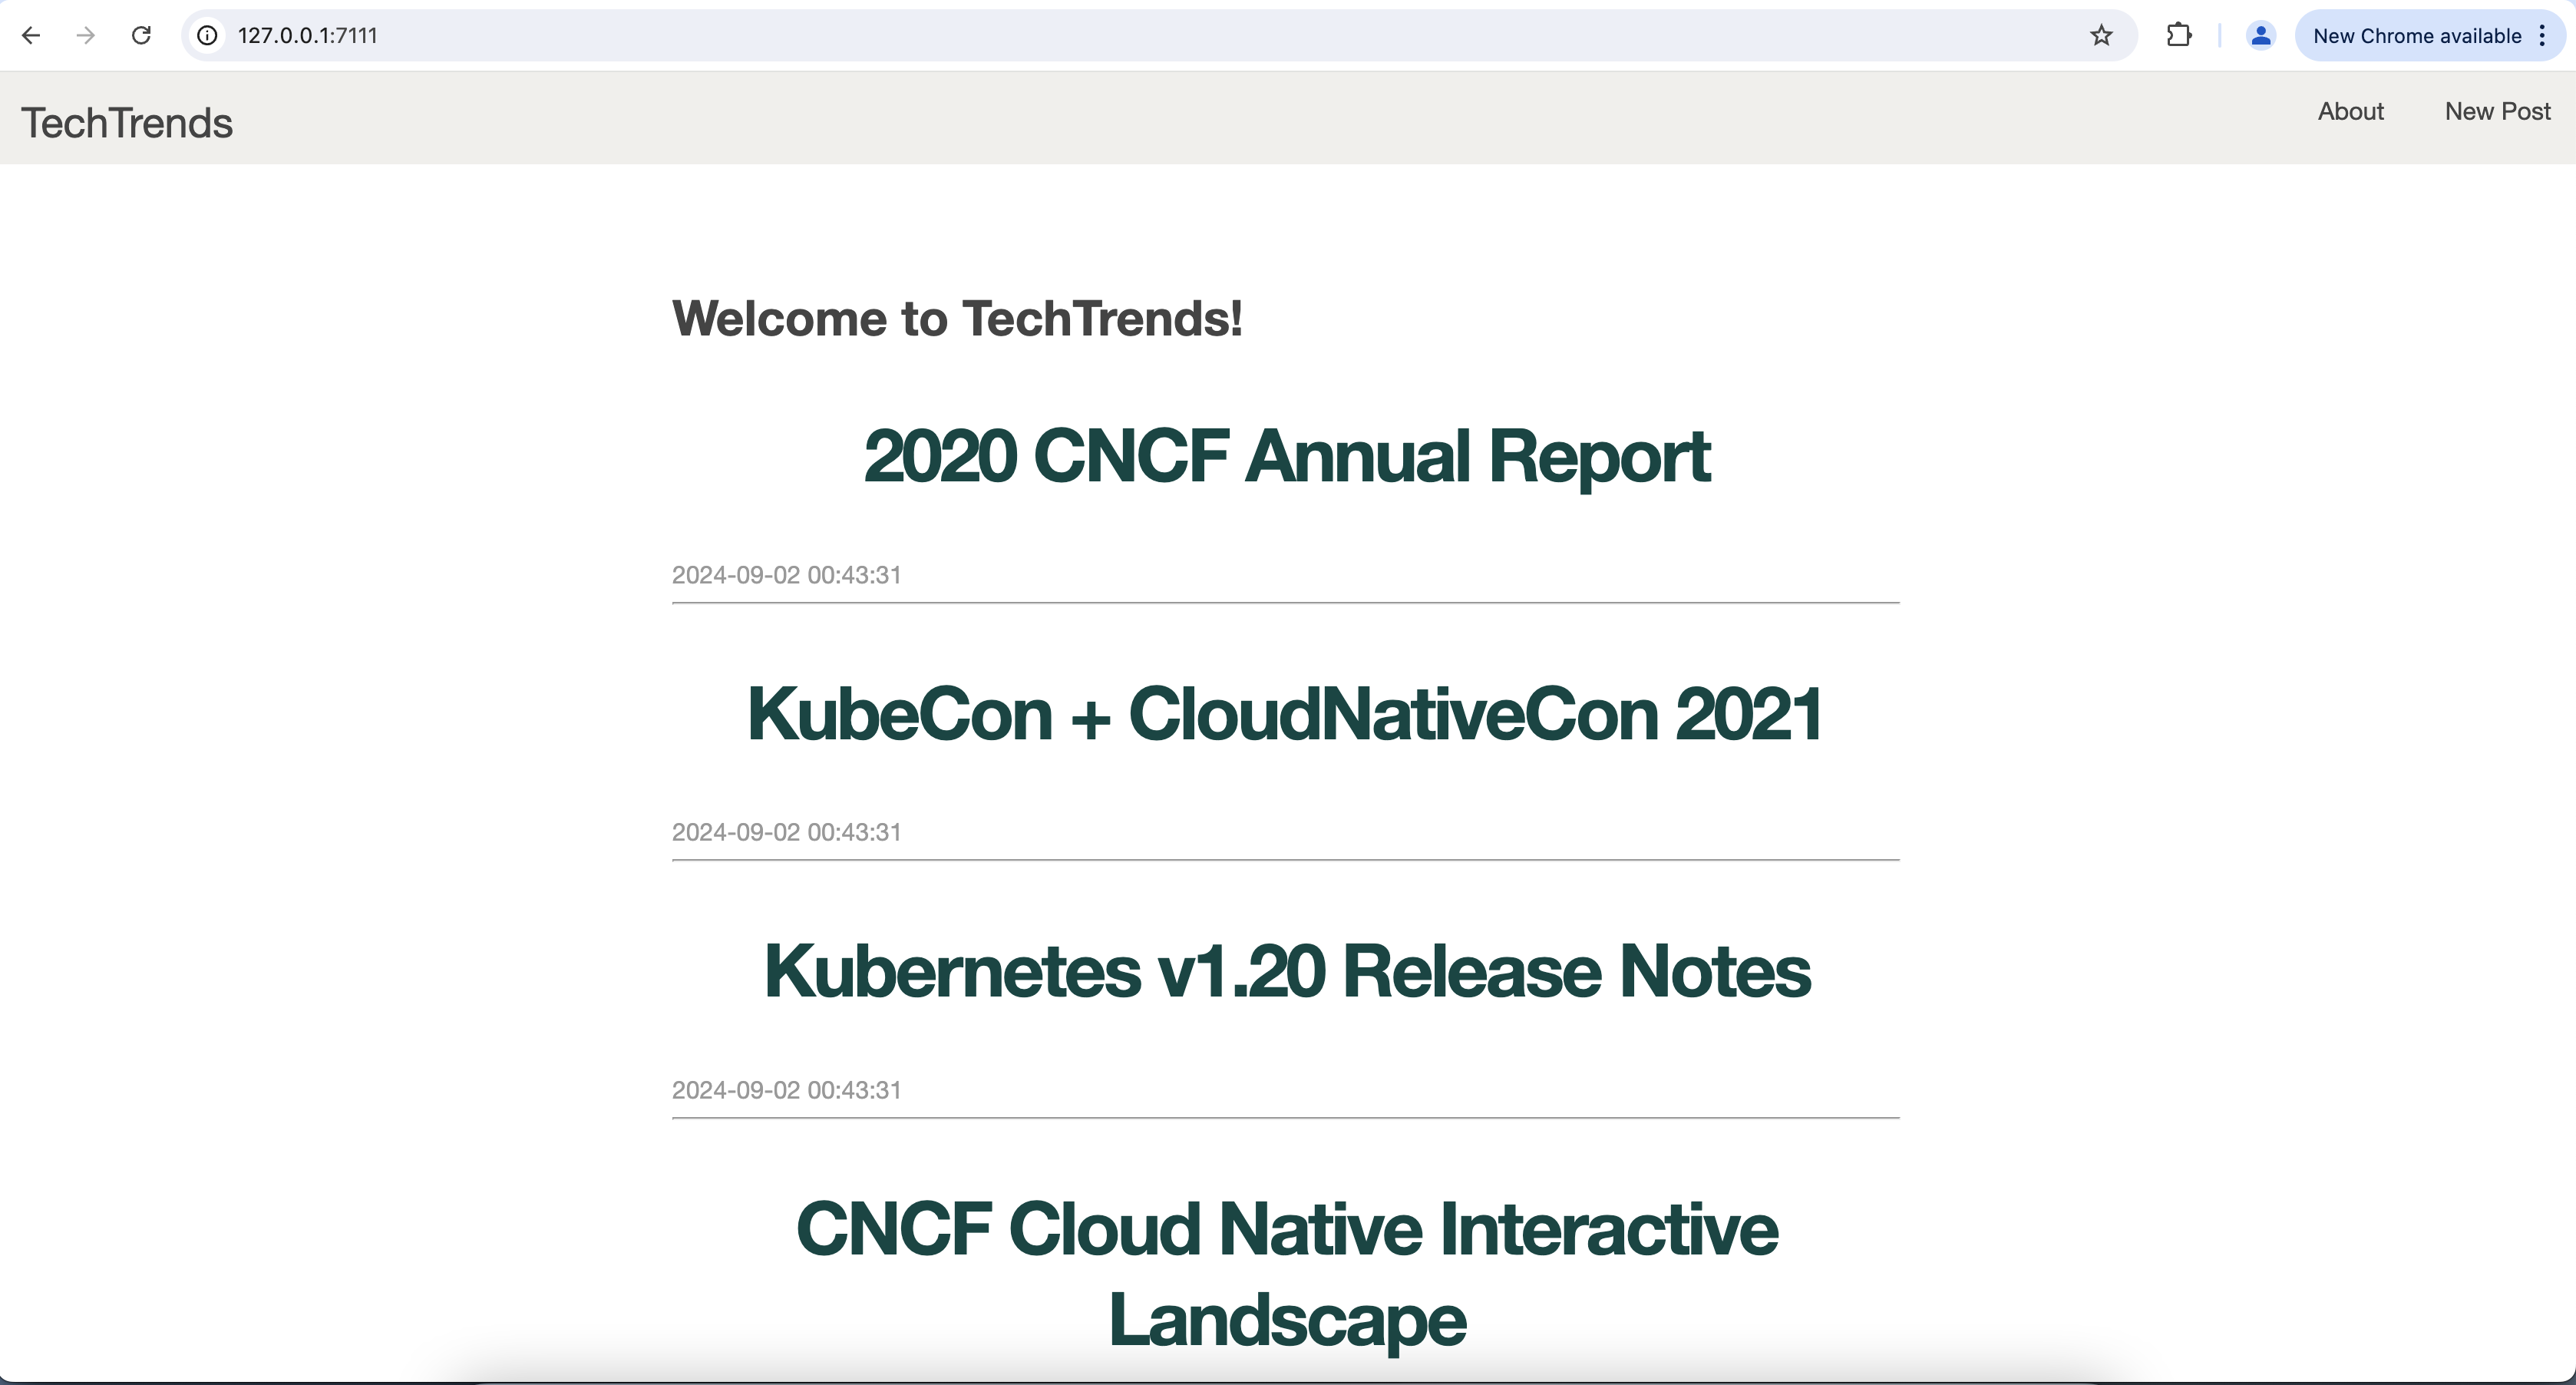 127.0.0.1:7111
New Chrome available
TechTrends
About
New Post
Welcome to TechTrends!
2020 CNCF Annual Report
2024-09-02 00:43:31
KubeCon + CloudNativeCon 2021
2024-09-02 00:43:31
Kubernetes v1.20 Release Notes
2024-09-02 00:43:31
CNCF Cloud Native Interactive
Landscape